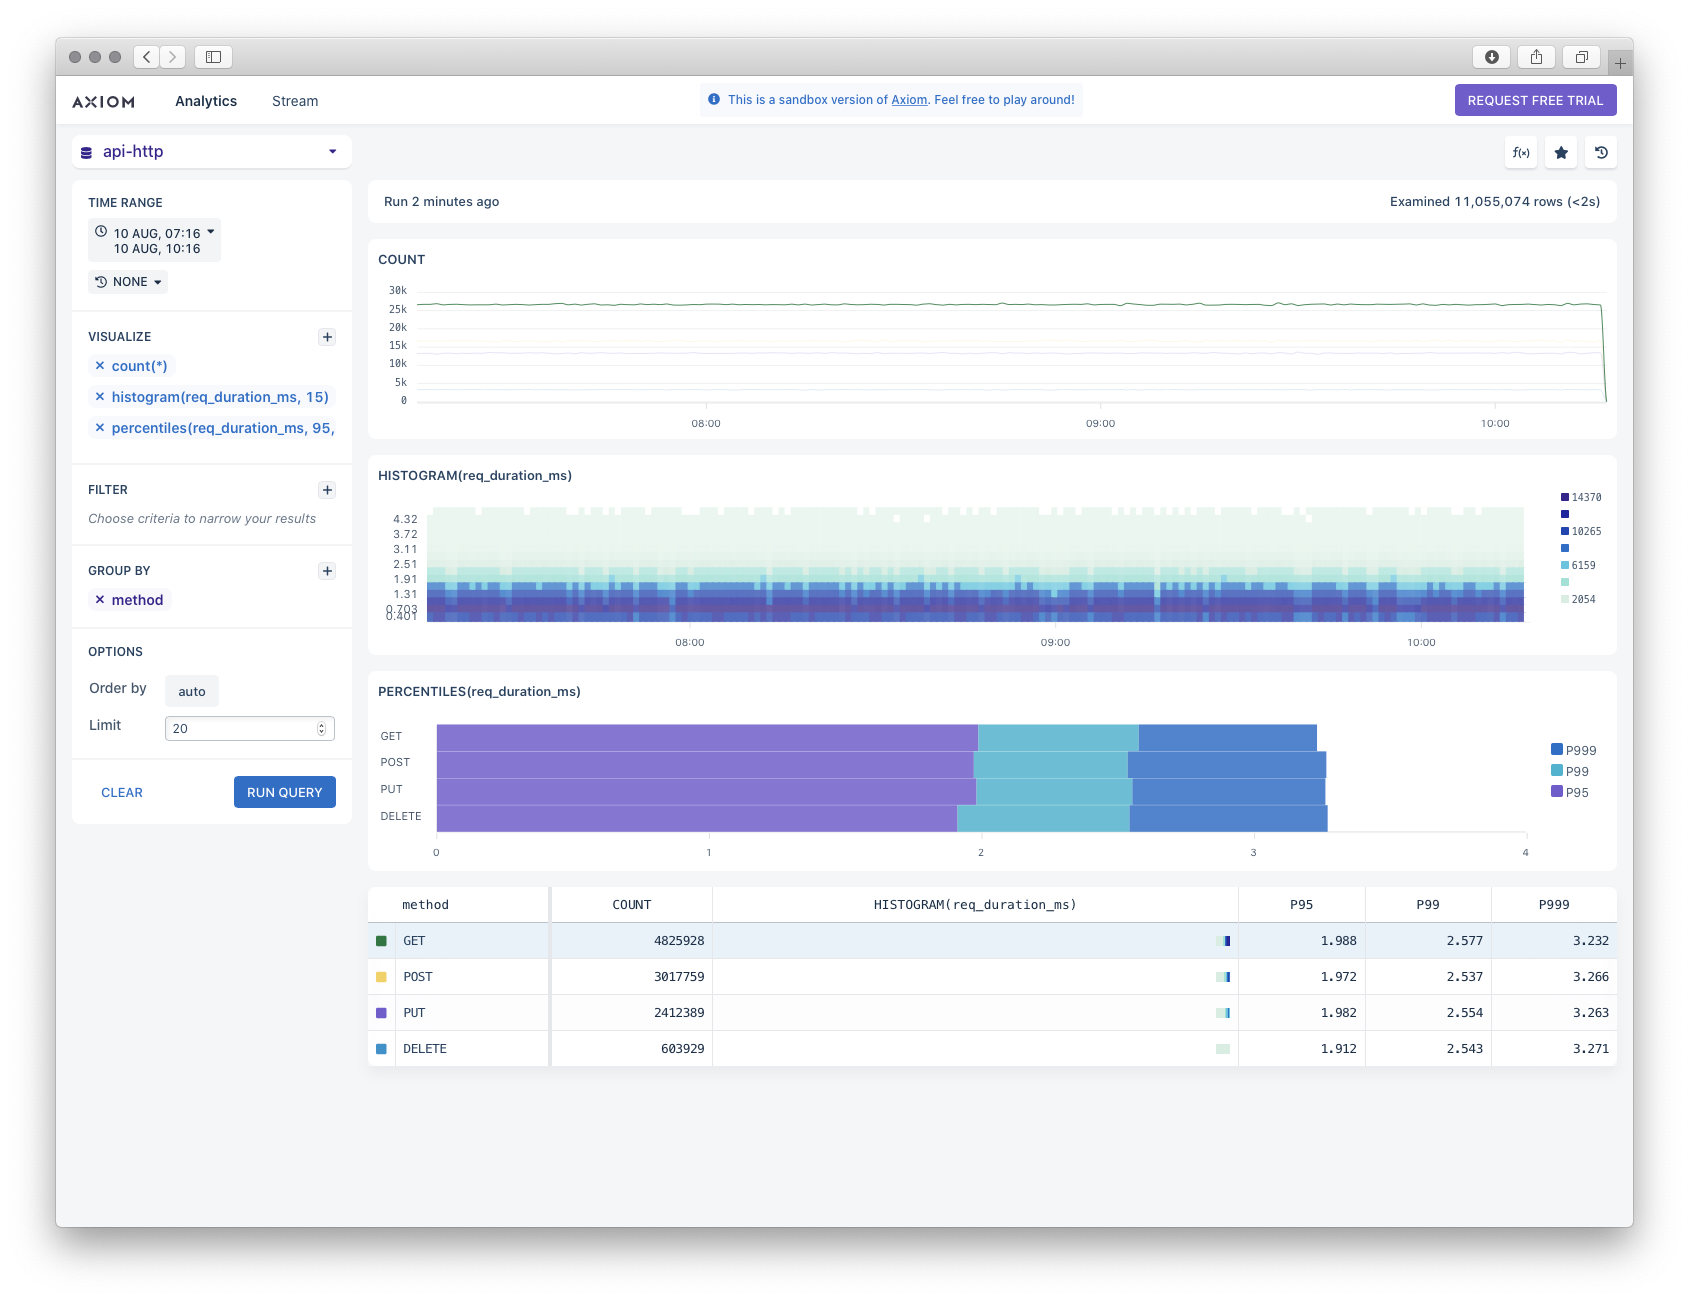 AXIOM
Analytics
Stream
This is a sandbox version of Axiom. Feel free to play around!
REQUEST FREE TRIAL
api-http
f(x)
TIME RANGE
10 AUG, 07:16
10 AUG, 10:16
NONE
VISUALIZE
count(*)
histogram(req_duration_ms, 15)
percentiles(req_duration_ms, 95,
FILTER
Choose criteria to narrow your results
GROUP BY
method
OPTIONS
Order by auto
Limit 20
CLEAR
RUN QUERY
Run 2 minutes ago
Examined 11,055,074 rows (<2s)
COUNT
30k
25k
20k
15k
10k
5k
0
08:00 09:00 10:00
HISTOGRAM(req_duration_ms)
4.32
3.72
3.11
2.51
1.91
1.31
0.703
0.401
08:00 09:00 10:00
14370
10265
6159
2054
PERCENTILES(req_duration_ms)
GET
POST
PUT
DELETE
0 1 2 3 4
P999
P99
P95
method COUNT HISTOGRAM(req_duration_ms) P95 P99 P999
GET 4825928 1.988 2.577 3.232
POST 3017759 1.972 2.537 3.266
PUT 2412389 1.982 2.554 3.263
DELETE 603929 1.912 2.543 3.271